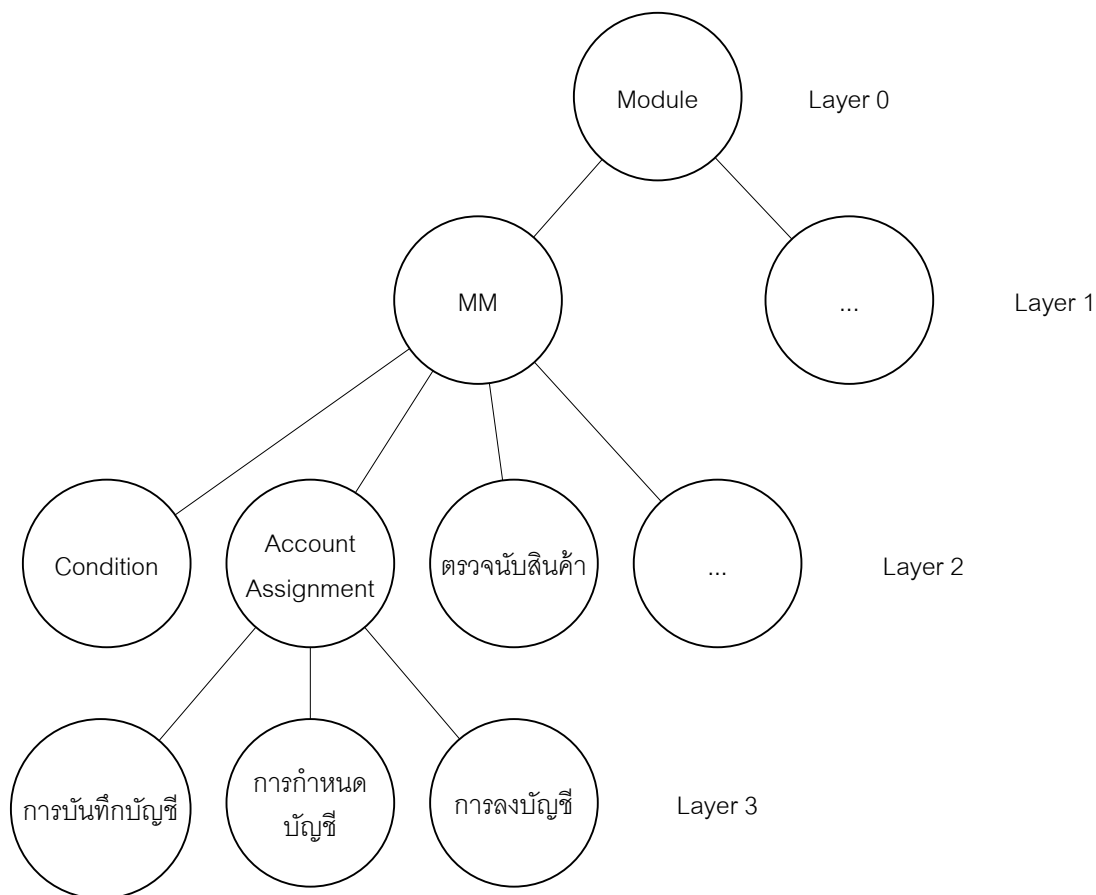 Module
Layer 0
MM
...
Layer 1
Condition
Account
Assignment
ตรวจนับสินค้า
...
Layer 2
การบันทึกบัญชี
การกำหนด
บัญชี
การลงบัญชี
Layer 3